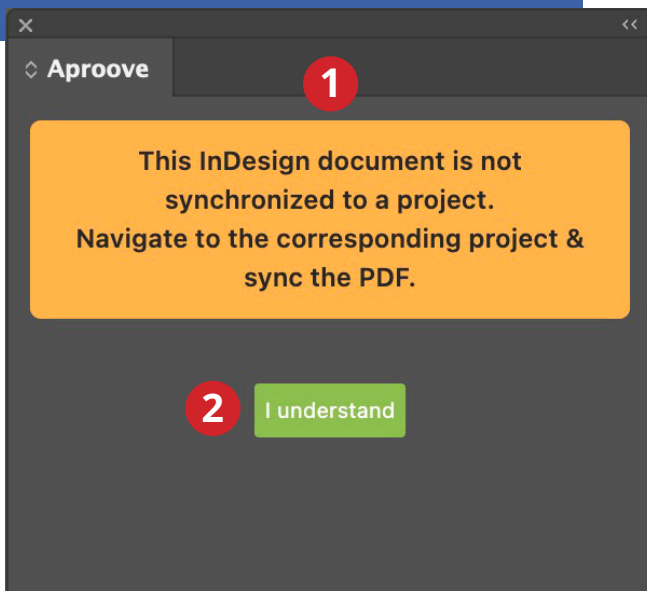 Aproove
1
This InDesign document is not
synchronized to a project.
Navigate to the corresponding project &
sync the PDF.
2
I understand